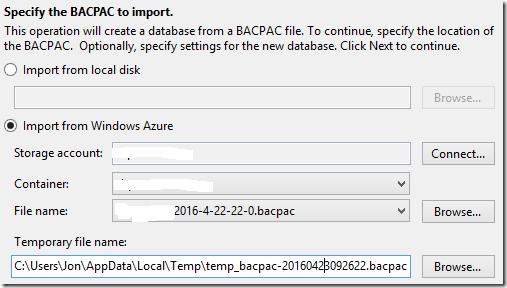 Specify the BACPAC to import.
This operation will create a database from a BACPAC file. To continue, specify the location of
the BACPAC.  Optionally, specify settings for the new database. Click Next to continue.
Import from local disk
Browse...
Import from Windows Azure
Storage account:
Connect...
Container:
File name:
2016-4-22-22-0.bacpac
Browse...
Temporary file name:
C:\Users\Jon\AppData\Local\Temp\temp_bacpac-20160423092622.bacpac
Browse...